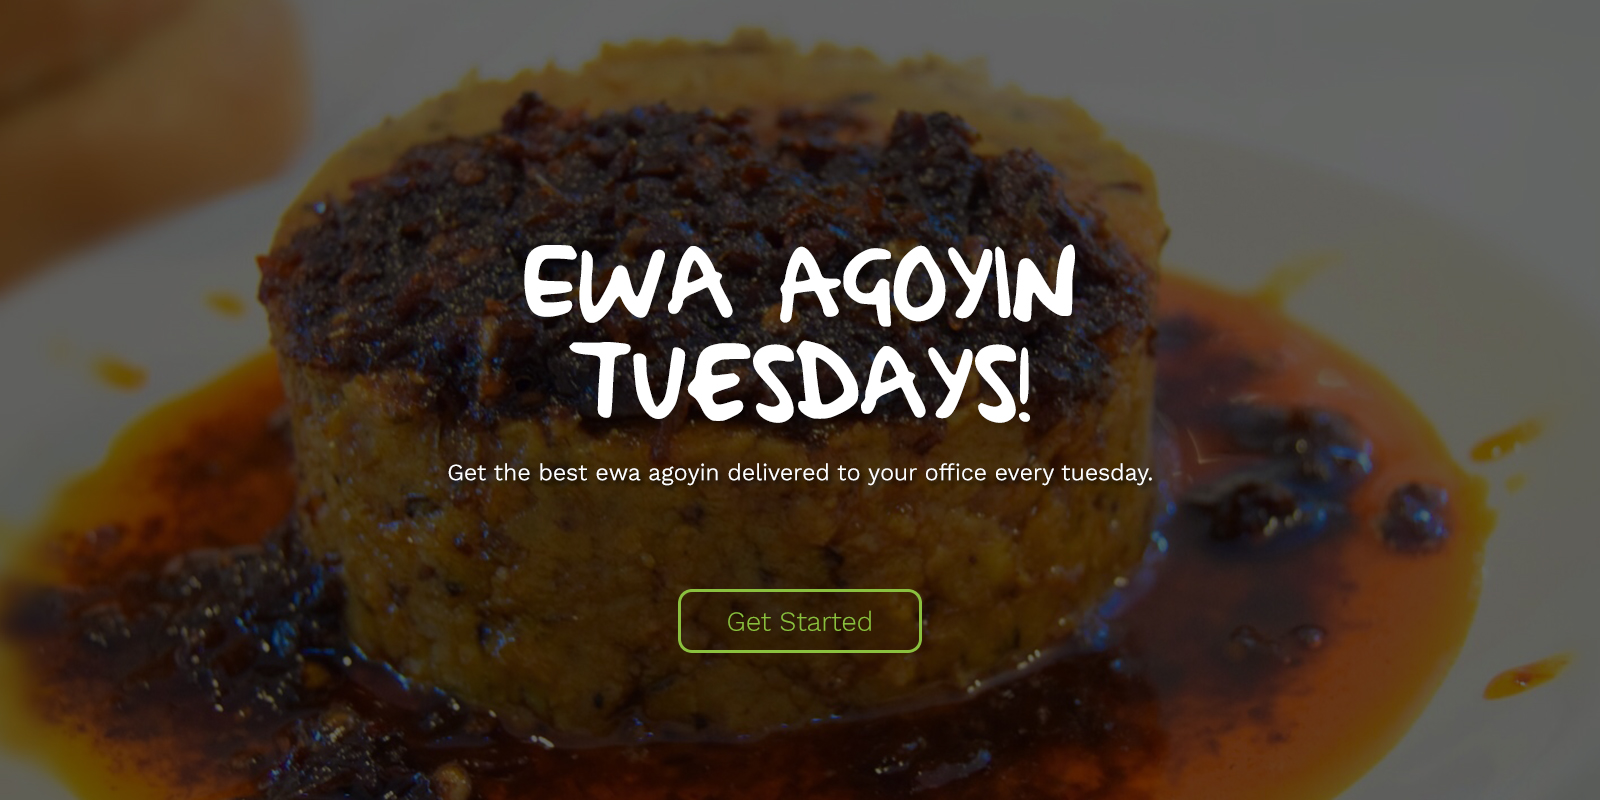 EWA AGOYIN
TUESDAYS!
Get the best ewa agoyin delivered to your office every tuesday.
Get Started